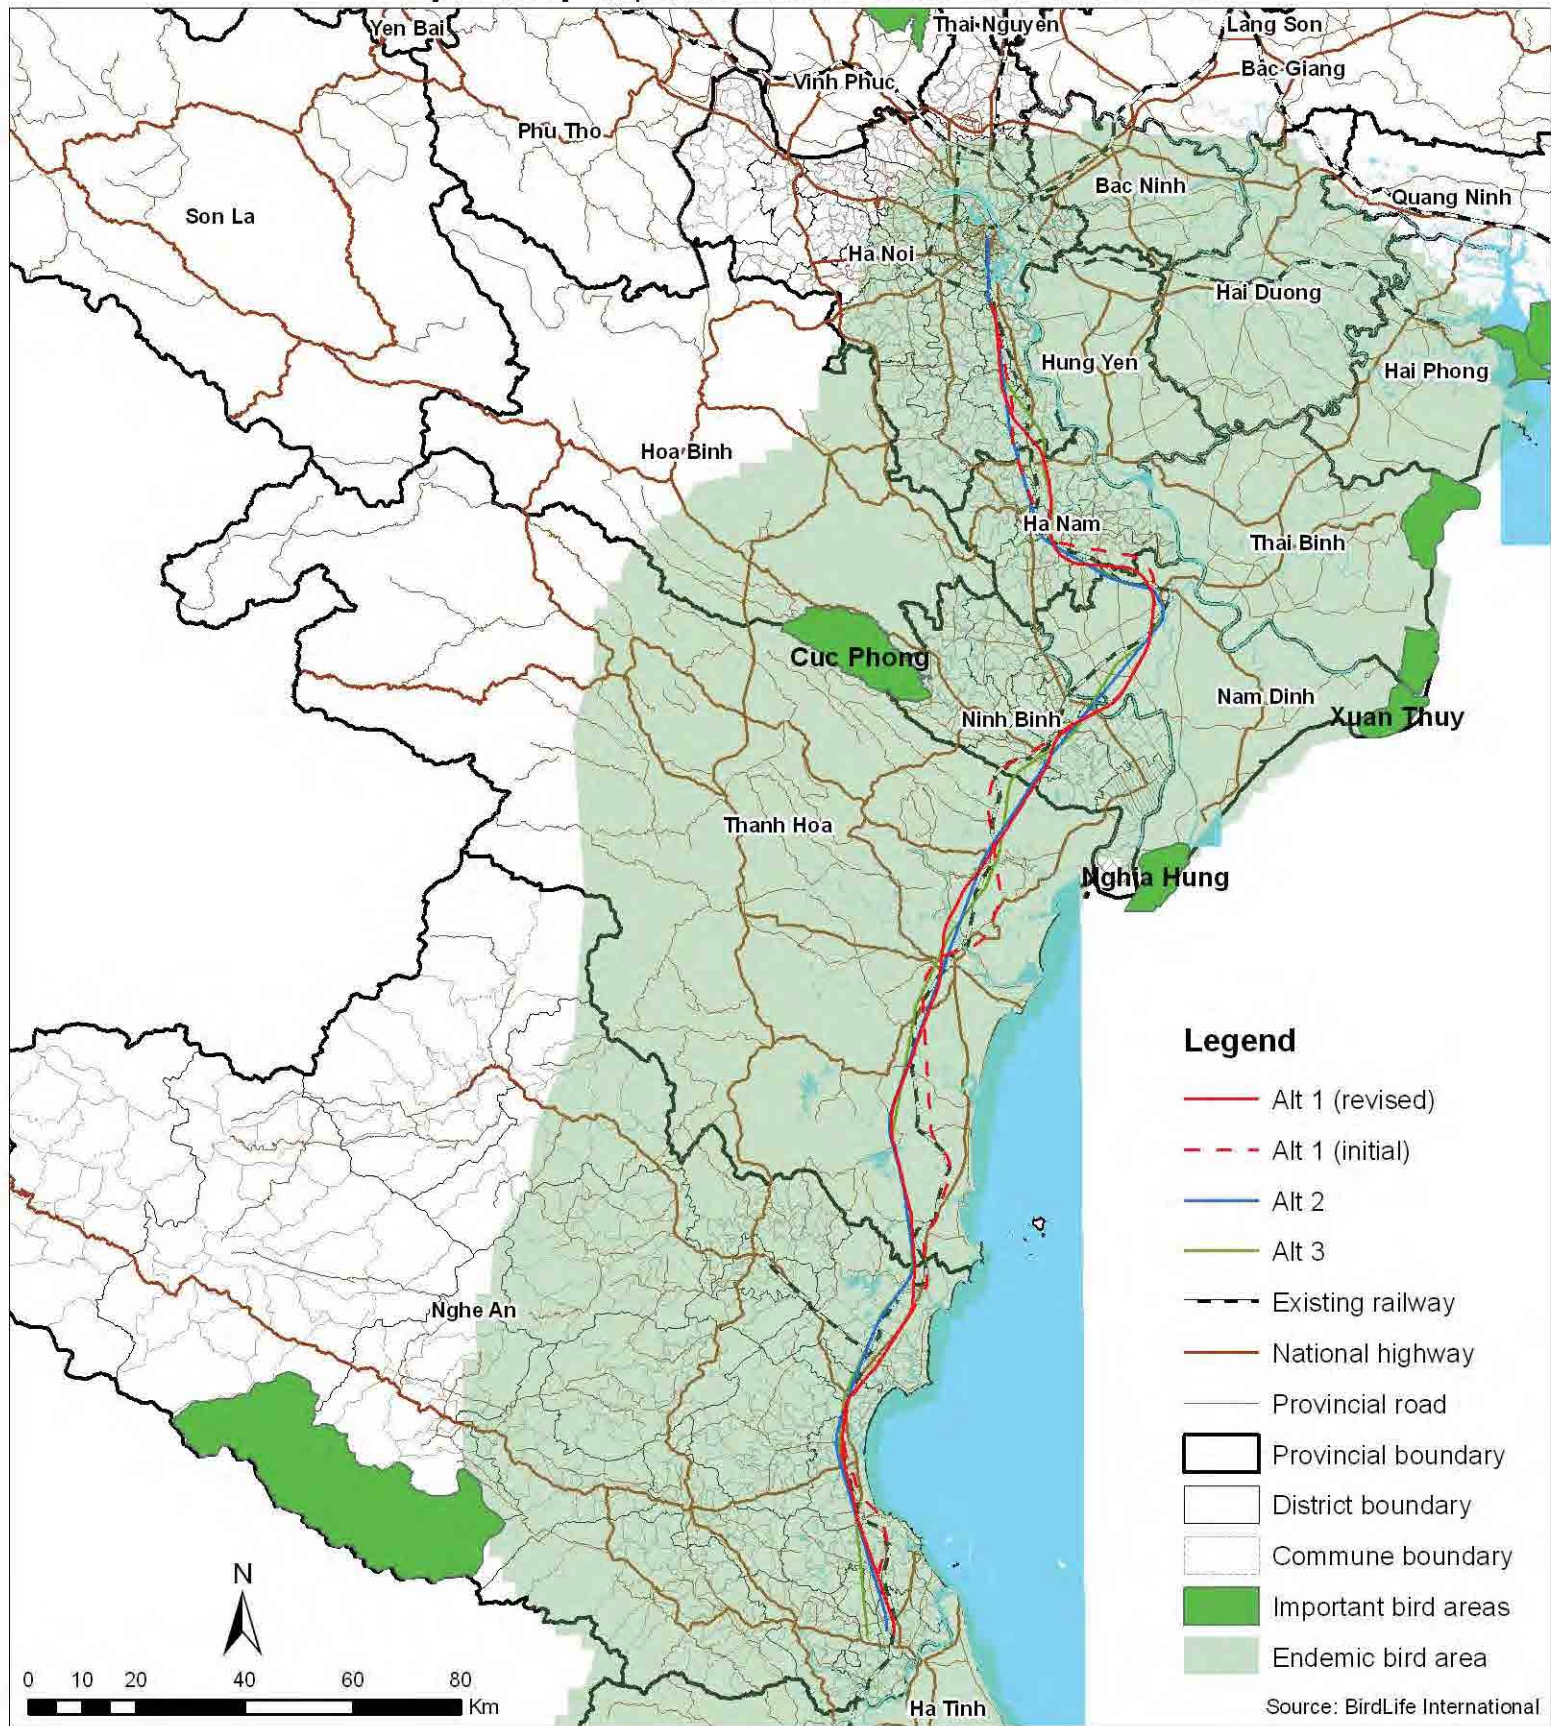 Yen Bai
Thai Nguyen
Lang Son
Bac Giang
Vinh Phuc
Phu Tho
Bac Ninh
Quang Ninh
Son La
Ha Noi
Hai Duong
Hung Yen
Hai Phong
Hoa Binh
Ha Nam
Thai Binh
Cuc Phong
Nam Dinh
Ninh Binh
Xuan Thuy
Thanh Hoa
Nghia Hung
Nghe An
Ha Tinh
Legend
Alt 1 (revised)
Alt 1 (initial)
Alt 2
Alt 3
Existing railway
National highway
Provincial road
Provincial boundary
District boundary
Commune boundary
Important bird areas
Endemic bird area
Source: BirdLife International
N
0 10 20 40 60 80
Km